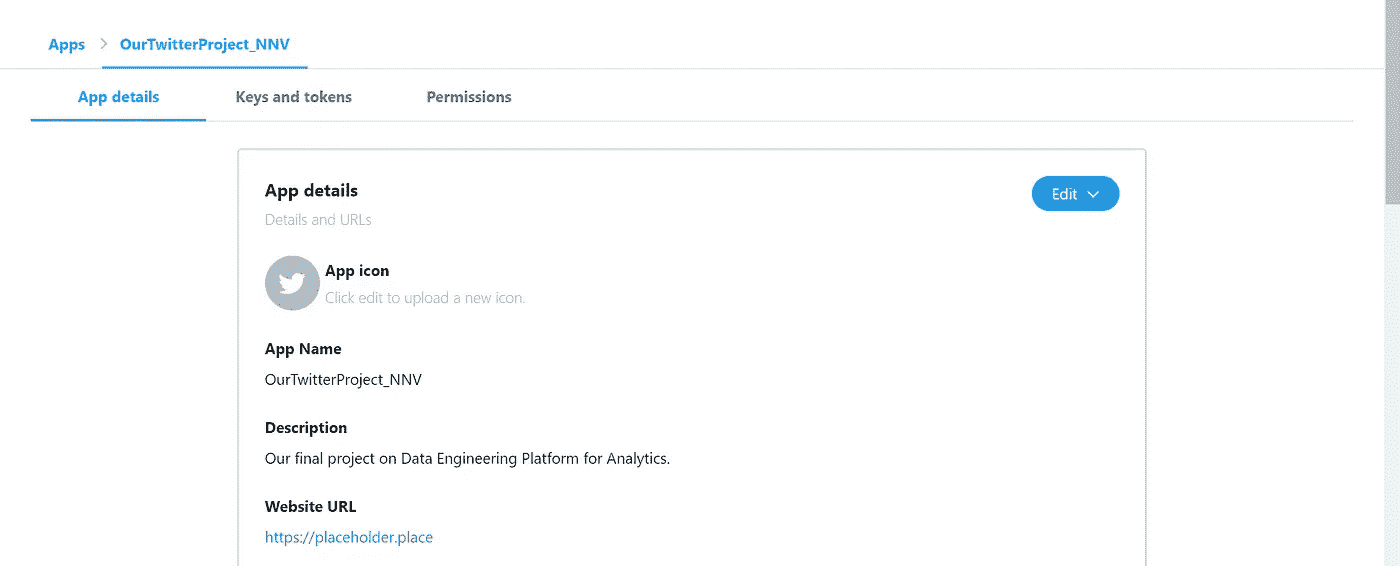 Apps > OurTwitterProject_NNV
App details Keys and tokens Permissions
App details
Edit
Details and URLs
App icon
Click edit to upload a new icon.
App Name
OurTwitterProject_NNV
Description
Our final project on Data Engineering Platform for Analytics.
Website URL
https://placeholder.place